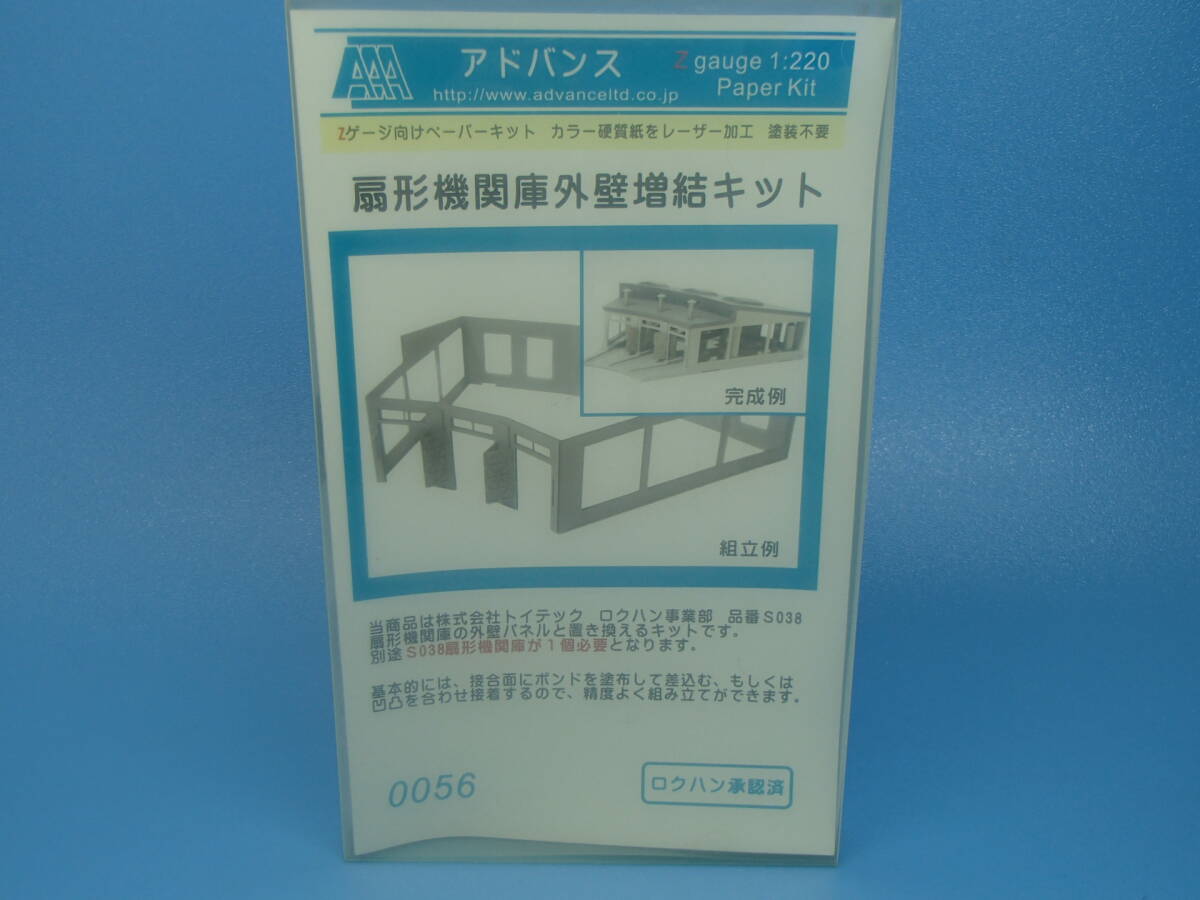 アドバンス
http://www.advanceltd.co.jp
Z gauge 1:220
Paper Kit
Zゲージ向けペーパーキット　カラー硬質紙をレーザー加工　塗装不要
扇形機関庫外壁増結キット
完成例
組立例
当商品は株式会社トイテック　ロクハン事業部　品番S038
扇形機関庫の外壁パネルと置き換えるキットです。
別途S038扇形機関庫が1個必要となります。
基本的には、接合面にボンドを塗布して差込む、もしくは
凹凸を合わせ接着するので、精度よく組み立てができます。
0056
ロクハン承認済